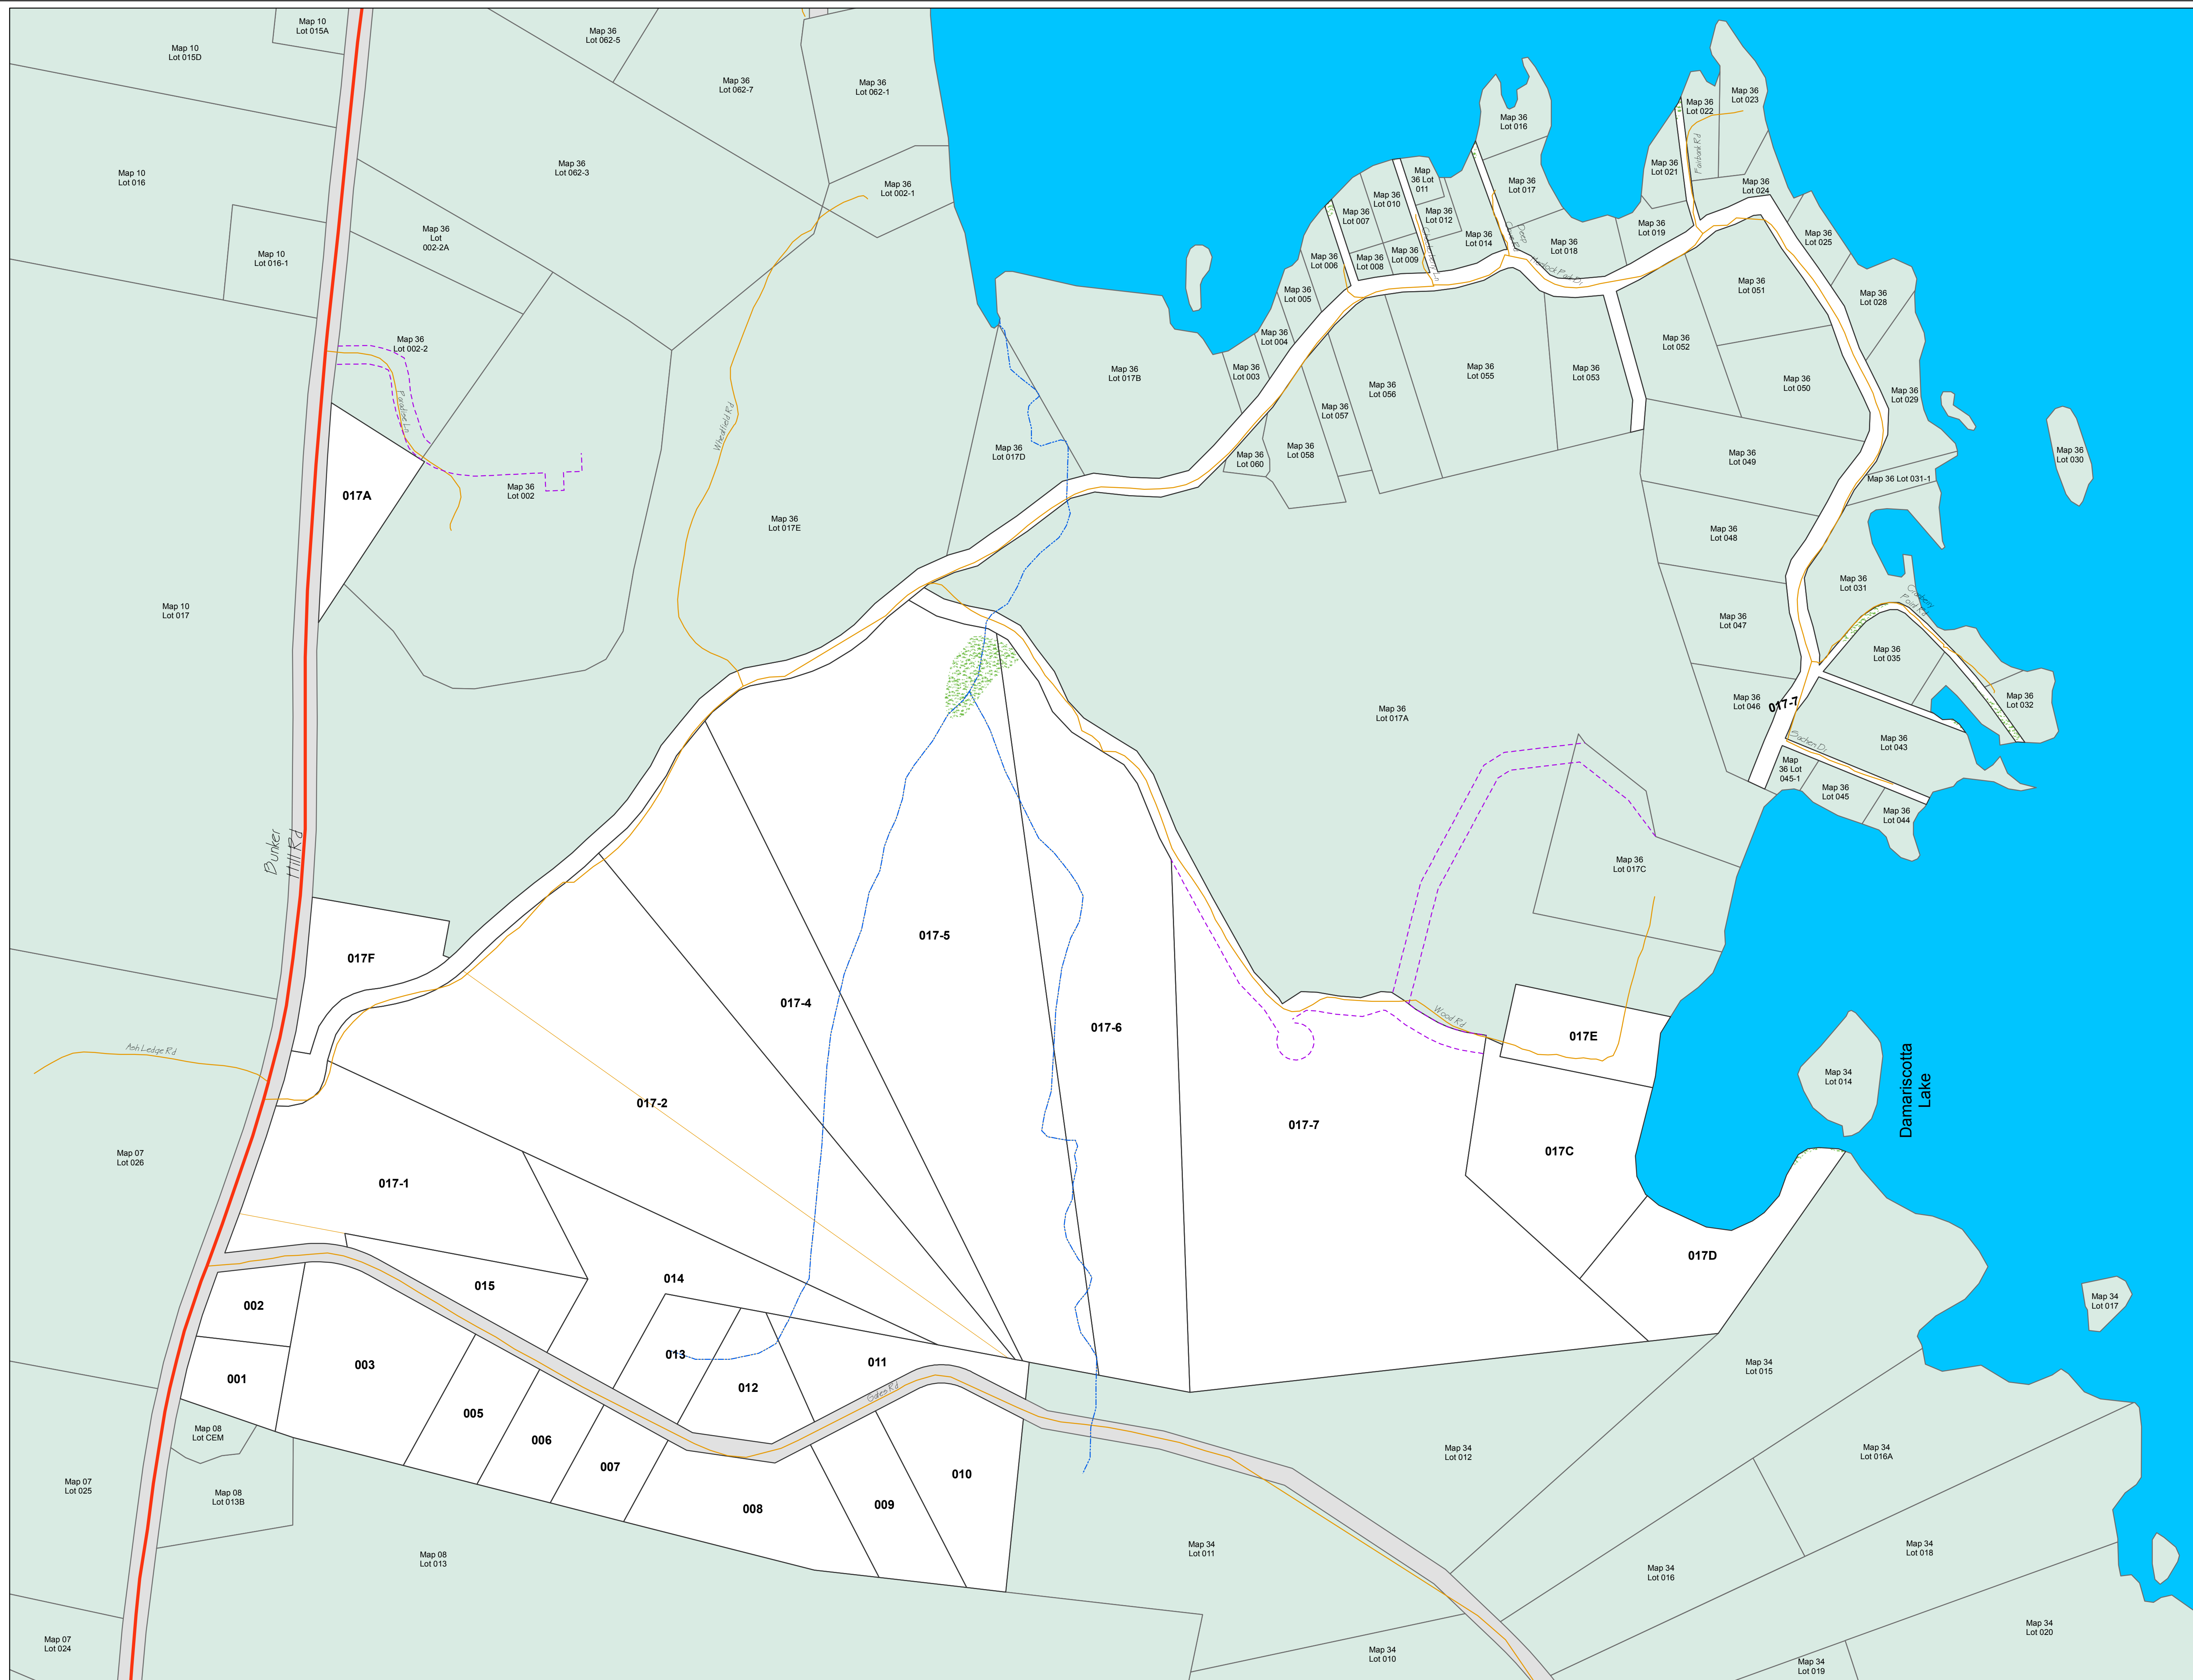 Map 10
Lot 015A
Map 10
Lot 015D
Map 36
Lot 062-5
Map 36
Lot 062-7
Map 36
Lot 062-1
Map 36
Lot 023
Map 36
Lot 022
Map 36
Lot 016
Map 10
Lot 016
Map 36
Lot 062-3
Map 36
Lot 002-1
Map 36
Lot 021
Fairbank Rd
Map 36
Lot 024
Map 36
Lot 017
Map
36 Lot
011
Map 36
Lot 010
Map 36
Lot 007
Map 36
Lot 012
Map 36
Lot 014
Deep
Map 36
Lot 018
Map 36
Lot 019
Map 36
Lot 025
Map 36
Lot
002-2A
Map 10
Lot 016-1
Map 36
Lot 006
Map 36
Lot 008
Map 36
Lot 009
Map 36
Lot 051
Map 36
Lot 028
Map 36
Lot 005
Map 36
Lot 004
Map 36
Lot 002-2
Paradise Ln
Map 36
Lot 017B
Map 36
Lot 003
Map 36
Lot 055
Map 36
Lot 053
Map 36
Lot 052
Map 36
Lot 050
Map 36
Lot 029
Map 36
Lot 056
Map 36
Lot 057
Wheatfield Rd
Map 36
Lot 017D
Map 36
Lot 060
Map 36
Lot 058
Map 36
Lot 049
Map 36
Lot 030
Map 36 Lot 031-1
017A
Map 36
Lot 002
Map 36
Lot 017E
Map 36
Lot 048
Map 36
Lot 031
Map 10
Lot 017
Map 36
Lot 047
Map 36
Lot 035
Map 36
Lot 046
017-7
Map 36
Lot 032
Map 36
Lot 017A
Map 36
Lot 043
Map
36 Lot
045-1
Map 36
Lot 045
Map 36
Lot 044
Bunker
Hill Rd
Map 36
Lot 017C
017F
017-5
017-4
017-6
Wood Rd
017E
Ash Ledge Rd
Map 34
Lot 014
Damariscotta
Lake
017-2
017-7
017C
Map 07
Lot 026
017-1
017D
014
015
002
Map 34
Lot 017
001
003
013
012
011
Gates Rd
Map 34
Lot 015
005
006
007
Map 08
Lot CEM
Map 34
Lot 012
Map 34
Lot 016A
010
009
008
Map 07
Lot 025
Map 08
Lot 013B
Map 08
Lot 013
Map 34
Lot 011
Map 34
Lot 018
Map 34
Lot 016
Map 07
Lot 024
Map 34
Lot 010
Map 34
Lot 020
Map 34
Lot 019